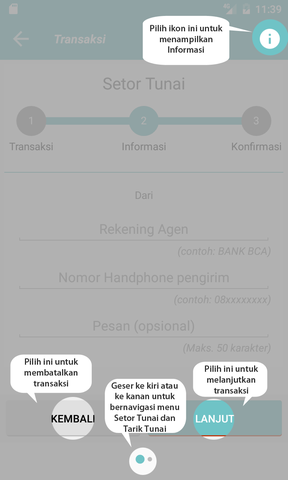 11:39
Pilih ikon ini untuk
menampilkan
Informasi
Transaksi
Setor Tunai
1
2
3
Transaksi
Informasi
Konfirmasi
Dari
Rekening Agen
(contoh: BANK BCA)
Nomor Handphone pengirim
(contoh: 08xxxxxxxx)
Pesan (opsional)
(Maks. 50 karakter)
Pilih ini untuk
membatalkan
transaksi
Geser ke kiri atau
ke kanan untuk
bernavigasi menu
Setor Tunai dan
Tarik Tunai
Pilih ini untuk
melanjutkan
transaksi
KEMBALI
LANJUT